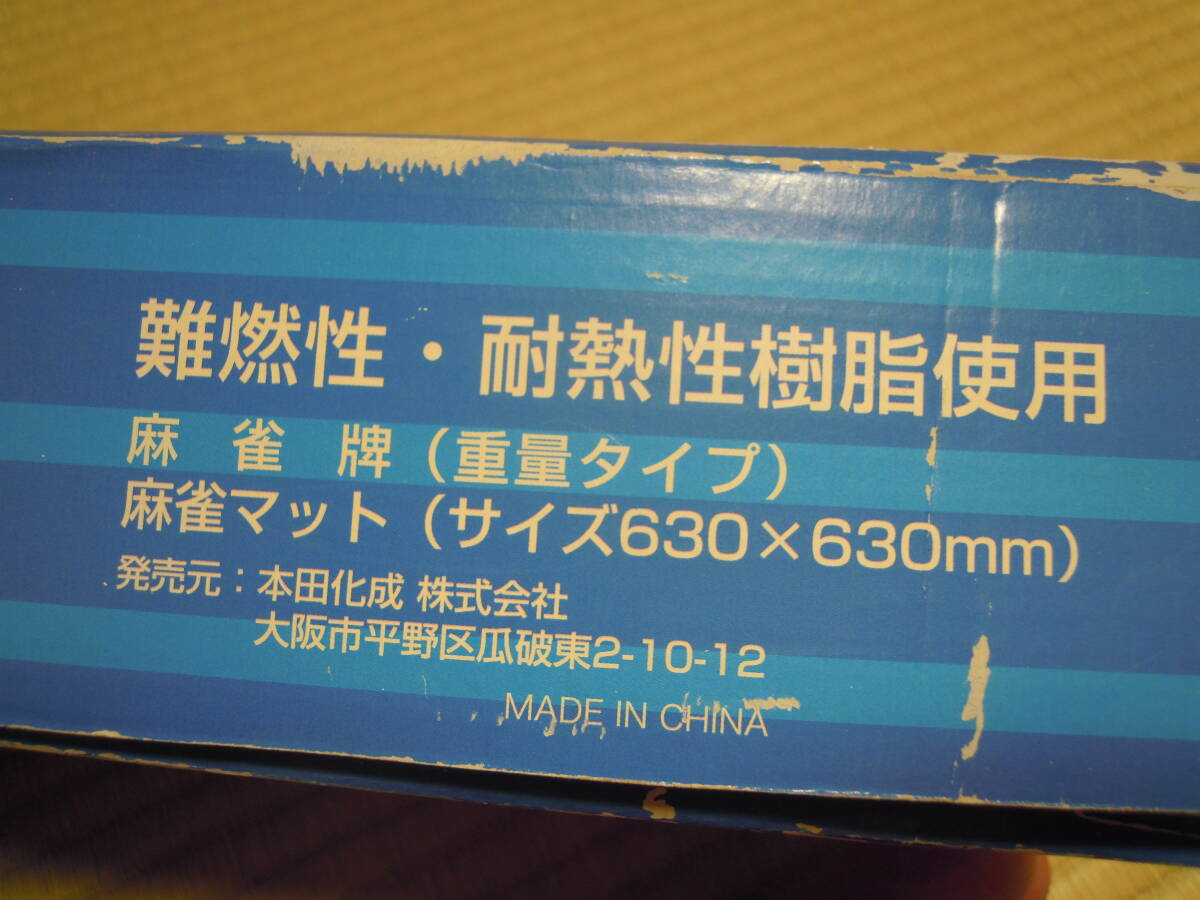 難燃性・耐熱性樹脂使用
麻 雀 牌（重量タイプ）
麻雀マット（サイズ630×630mm）
発売元：本田化成 株式会社
大阪市平野区瓜破東2-10-12
MADE IN CHINA